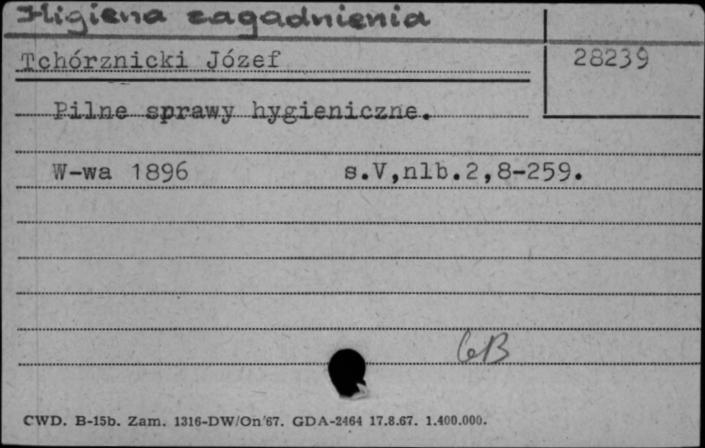 Higiena zagadnienia
Tchórznicki Józef
28239
Pilne sprawy hygieniczne.
W-wa 1896 s.V,nlb.2,8-259.
6B
CWD. B-15b. Zam. 1316-DW/On/67. GDA-2464 17.8.67. 1.400.000.